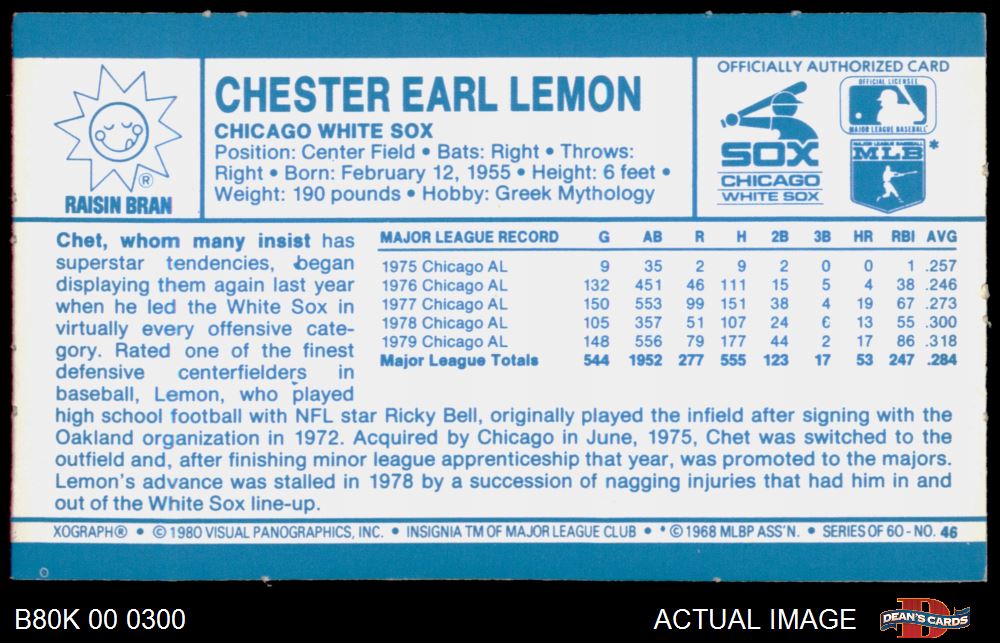 OFFICIALLY AUTHORIZED CARD
CHESTER EARL LEMON
CHICAGO WHITE SOX
Position: Center Field • Bats: Right • Throws:
Right • Born: February 12, 1955 • Height: 6 feet •
Weight: 190 pounds • Hobby: Greek Mythology
®
RAISIN BRAN
SOX
CHICAGO
WHITE SOX
OFFICIAL LICENSEE
MAJOR LEAGUE BASEBALL
MAJOR LEAGUE BASEBALL
MLB *
Chet, whom many insist has
superstar tendencies, began
displaying them again last year
when he led the White Sox in
virtually every offensive cate-
gory. Rated one of the finest
defensive centerfielders in
baseball, Lemon, who played
MAJOR LEAGUE RECORD G AB R H 2B 3B HR RBI AVG
1975 Chicago AL 9 35 2 9 2 0 0 1 .257
1976 Chicago AL 132 451 46 111 15 5 4 38 .246
1977 Chicago AL 150 553 99 151 38 4 19 67 .273
1978 Chicago AL 105 357 51 107 24 6 13 55 .300
1979 Chicago AL 148 556 79 177 44 2 17 86 .318
Major League Totals 544 1952 277 555 123 17 53 247 .284
high school football with NFL star Ricky Bell, originally played the infield after signing with the
Oakland organization in 1972. Acquired by Chicago in June, 1975, Chet was switched to the
outfield and, after finishing minor league apprenticeship that year, was promoted to the majors.
Lemon's advance was stalled in 1978 by a succession of nagging injuries that had him in and
out of the White Sox line-up.
XOGRAPH® • © 1980 VISUAL PANOGRAPHICS, INC. • INSIGNIA TM OF MAJOR LEAGUE CLUB • * © 1968 MLBP ASS'N. • SERIES OF 60 - NO. 46
B80K 00 0300
ACTUAL IMAGE
DEAN'S CARDS